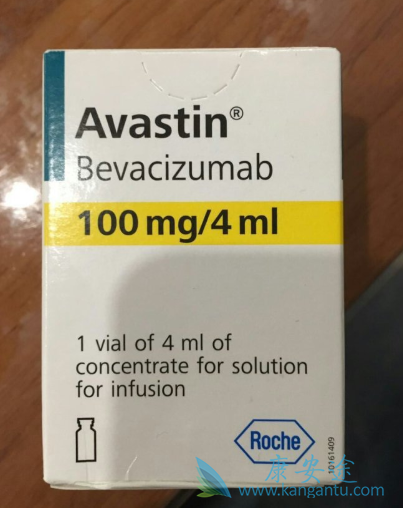 Avastin®
Bevacizumab
100 mg/4 ml
1 vial of 4 ml of
concentrate for solution
for infusion
Roche
10161409
康安途
www.kangantu.com